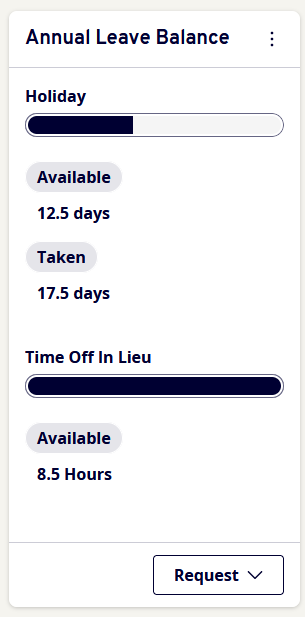 Annual Leave Balance
Holiday
Available
12.5 days
Taken
17.5 days
Time Off In Lieu
Available
8.5 Hours
Request